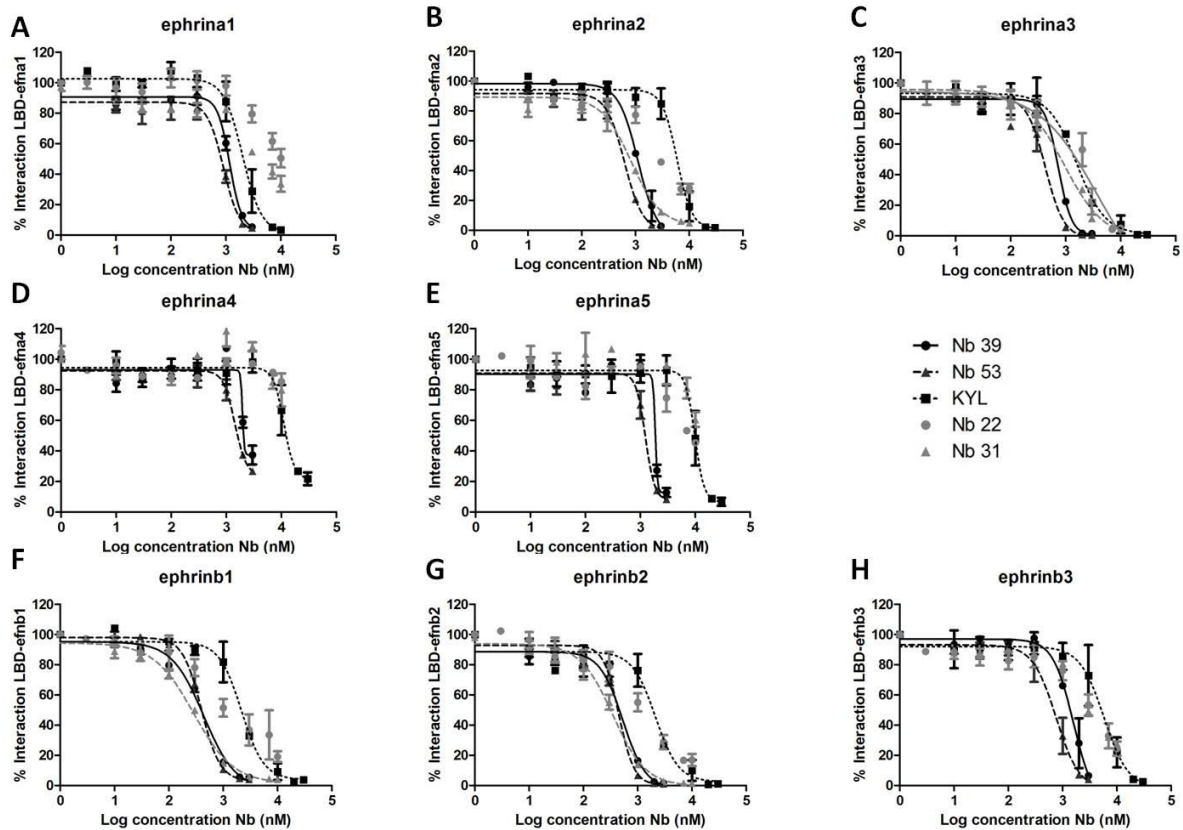 A
ephrina1
% Interaction LBD-efna1
120
100
80
60
40
20
0
0 1 2 3 4 5
Log concentration Nb (nM)
B
ephrina2
% Interaction LBD-efna2
120
100
80
60
40
20
0
0 1 2 3 4 5
Log concentration Nb (nM)
C
ephrina3
% Interaction LBD-efna3
120
100
80
60
40
20
0
0 1 2 3 4 5
Log concentration Nb (nM)
D
ephrina4
% Interaction LBD-efna4
120
100
80
60
40
20
0
0 1 2 3 4 5
Log concentration Nb (nM)
E
ephrina5
% Interaction LBD-efna5
120
100
80
60
40
20
0
0 1 2 3 4 5
Log concentration Nb (nM)
Nb 39
Nb 53
KYL
Nb 22
Nb 31
F
ephrinb1
% Interaction LBD-efnb1
120
100
80
60
40
20
0
0 1 2 3 4 5
Log concentration Nb (nM)
G
ephrinb2
% Interaction LBD-efnb2
120
100
80
60
40
20
0
0 1 2 3 4 5
Log concentration Nb (nM)
H
ephrinb3
% Interaction LBD-efnb3
120
100
80
60
40
20
0
0 1 2 3 4 5
Log concentration Nb (nM)